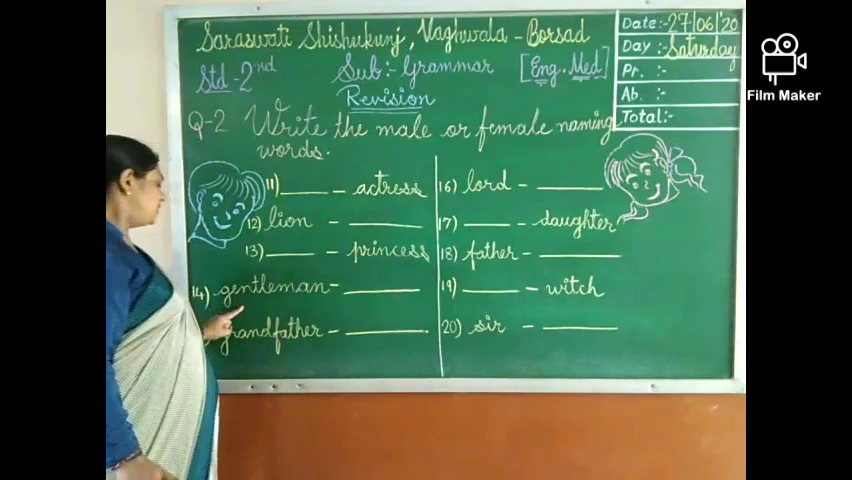 Saraswati Shishukunj, Vaghwala - Borsad
Std - 2nd Sub:- Grammar [Eng. Med]
Revision
Date:- 27/06/'20
Day:- Saturday
Pr. :-
Ab. :-
Total:-
Q-2 Write the male or female naming
words.
11) ____ - actress
12) lion - ____
13) ____ - princess
14) gentleman - ____
grandfather - ____
16) lord - ____
17) ____ - daughter
18) father - ____
19) ____ - witch
20) sir - ____
Film Maker